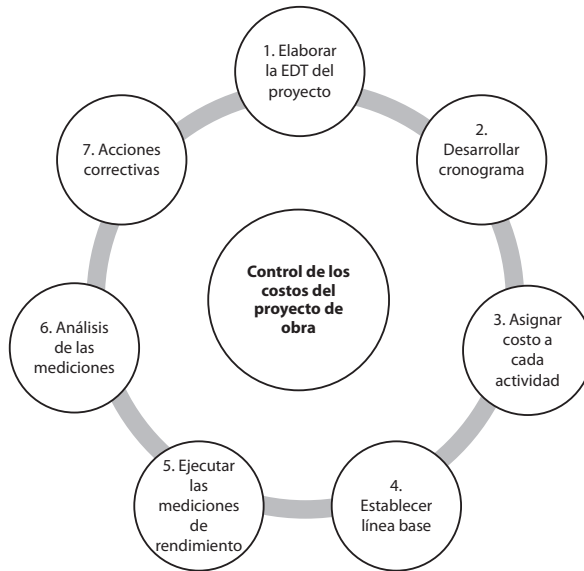 1. Elaborar
la EDT del
proyecto
2.
Desarrollar
cronograma
3. Asignar
costo a
cada
actividad
4.
Establecer
línea base
5. Ejecutar
las
mediciones
de
rendimiento
6. Análisis
de las
mediciones
7. Acciones
correctivas
Control de los
costos del
proyecto de
obra